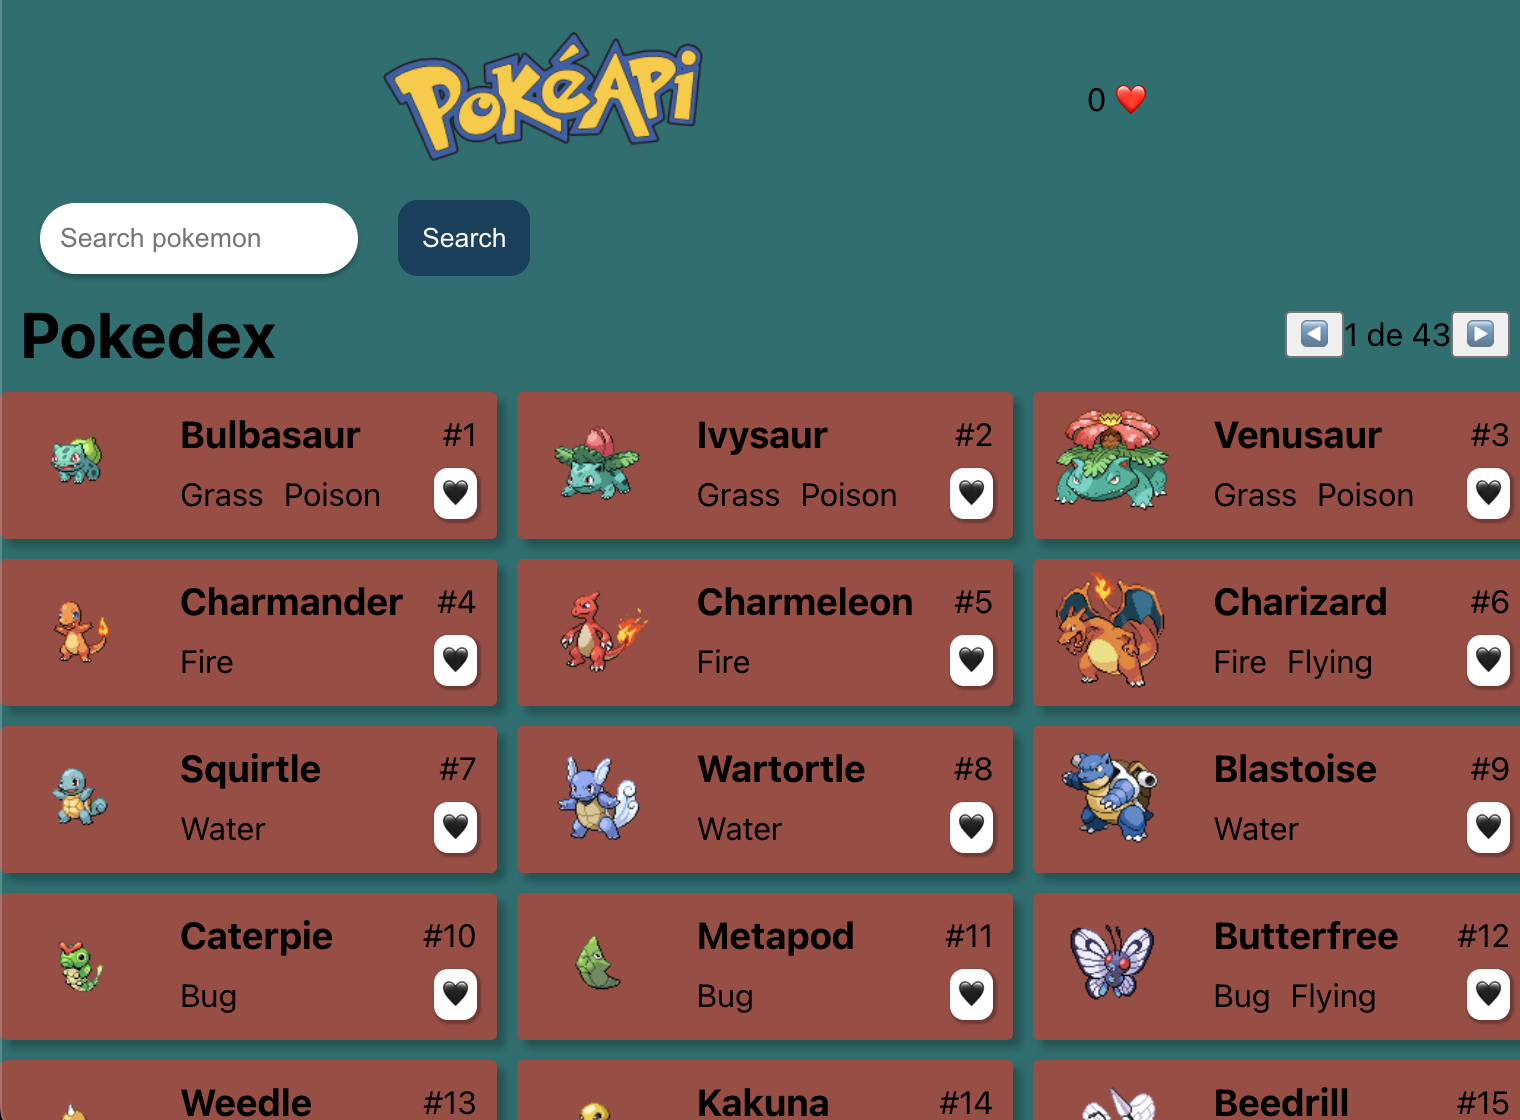 PokéAPi
0 ❤️
Search pokemon
Search
Pokedex
1 de 43
Bulbasaur #1
Grass Poison
Ivysaur #2
Grass Poison
Venusaur #3
Grass Poison
Charmander #4
Fire
Charmeleon #5
Fire
Charizard #6
Fire Flying
Squirtle #7
Water
Wartortle #8
Water
Blastoise #9
Water
Caterpie #10
Bug
Metapod #11
Bug
Butterfree #12
Bug Flying
Weedle #13
Kakuna #14
Beedrill #15